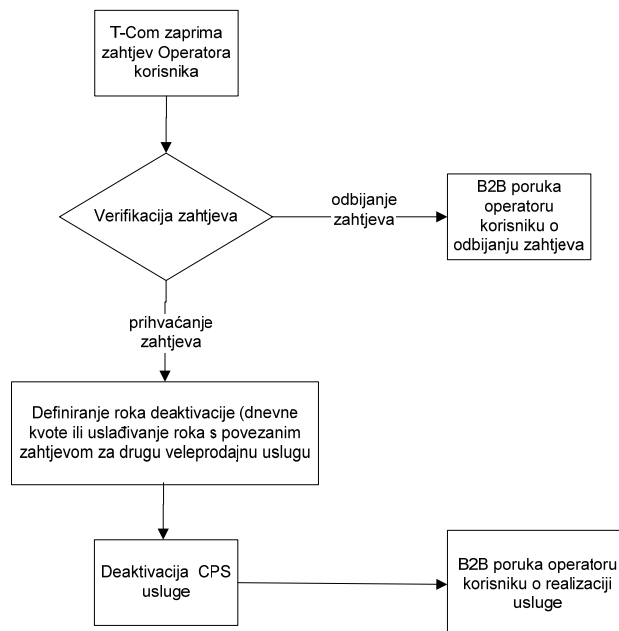 T-Com zaprima
zahtjev Operatora
korisnika
Verifikacija zahtjeva
odbijanje
zahtjeva
B2B poruka
operatoru
korisniku o
odbijanju zahtjeva
prihvaćanje
zahtjeva
Definiranje roka deaktivacije (dnevne
kvote ili uslađivanje roka s povezanim
zahtjevom za drugu veleprodajnu uslugu
Deaktivacija CPS
usluge
B2B poruka operatoru
korisniku o realizaciji
usluge